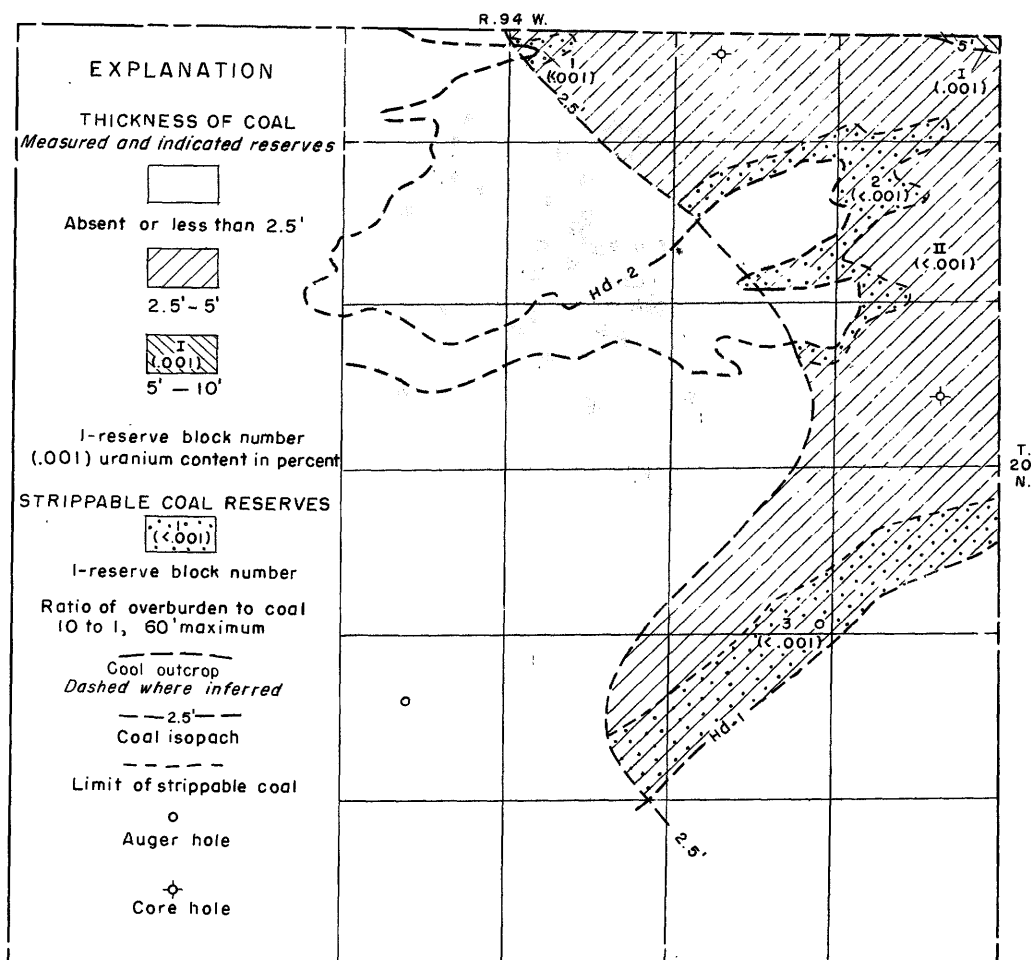 R.94 W.
EXPLANATION
THICKNESS OF COAL
Measured and indicated reserves
Absent or less than 2.5'
2.5'-5'
I
(.001)
5' — 10'
I-reserve block number
(.001) uranium content in percent
STRIPPABLE COAL RESERVES
1
(<.001)
I-reserve block number
Ratio of overburden to coal
10 to 1, 60' maximum
Coal outcrop
Dashed where inferred
2.5'
Coal isopach
Limit of strippable coal
Auger hole
Core hole
1
(<.001)
2.5'
5'
I
(.001)
2
(<.001)
II
(<.001)
Hd-2
T.
20
N.
3
(<.001)
Hd-1
2.5'